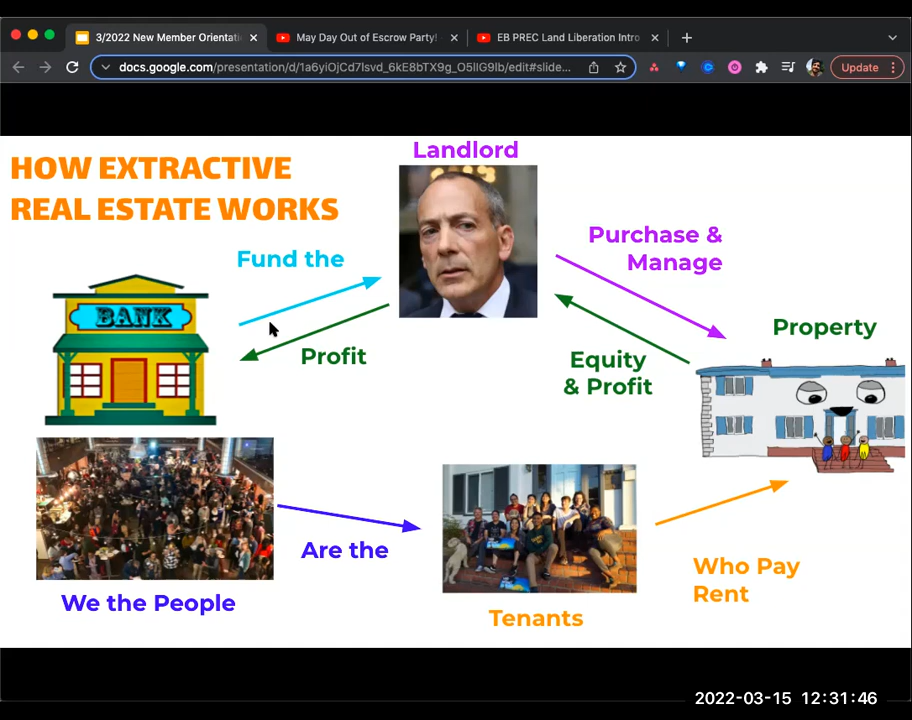 3/2022 New Member Orientati
May Day Out of Escrow Party!
EB PREC Land Liberation Intro
docs.google.com/presentation/d/1a6yiOjCd7lsvd_6kE8bTX9g_O5llG9lb/edit#slide...
Update
HOW EXTRACTIVE
REAL ESTATE WORKS
Landlord
Fund the
Purchase &
Manage
BANK
Profit
Property
Equity
& Profit
Are the
We the People
Who Pay
Rent
Tenants
2022-03-15 12:31:46